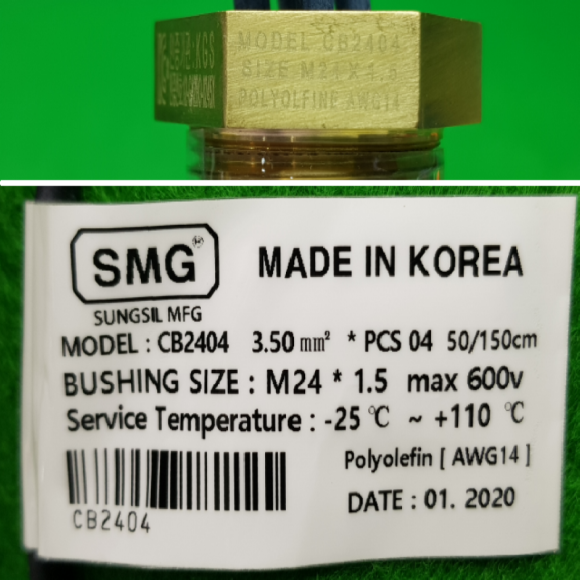 MODEL CB2404
SIZE M24 X 1.5
POLYOLFINE AWG14
SMG
MADE IN KOREA
SUNGSIL MFG
MODEL : CB2404 3.50 mm² * PCS 04 50/150cm
BUSHING SIZE : M24 * 1.5 max 600v
Service Temperature : -25 ℃ ~ +110 ℃
Polyolefin [ AWG14 ]
DATE : 01. 2020
CB2404